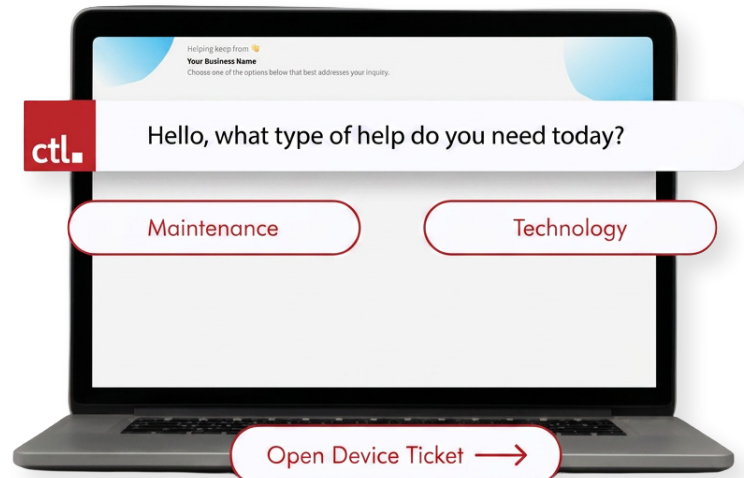 Helping keep from 👋
Your Business Name
Choose one of the options below that best addresses your inquity.
ctl.
Hello, what type of help do you need today?
Maintenance
Technology
Open Device Ticket →